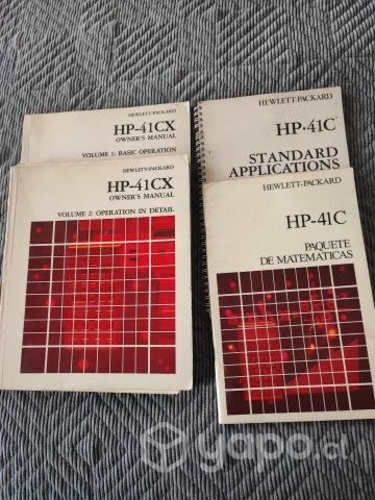 HEWLETT-PACKARD
HP-41CX
OWNER'S MANUAL
VOLUME 1: BASIC OPERATION
HEWLETT-PACKARD
HP-41C
STANDARD
APPLICATIONS
HEWLETT-PACKARD
HP-41CX
OWNER'S MANUAL
VOLUME 2: OPERATION IN DETAIL
HEWLETT-PACKARD
HP-41C
PAQUETE
DE MATEMATICAS
yapo.cl